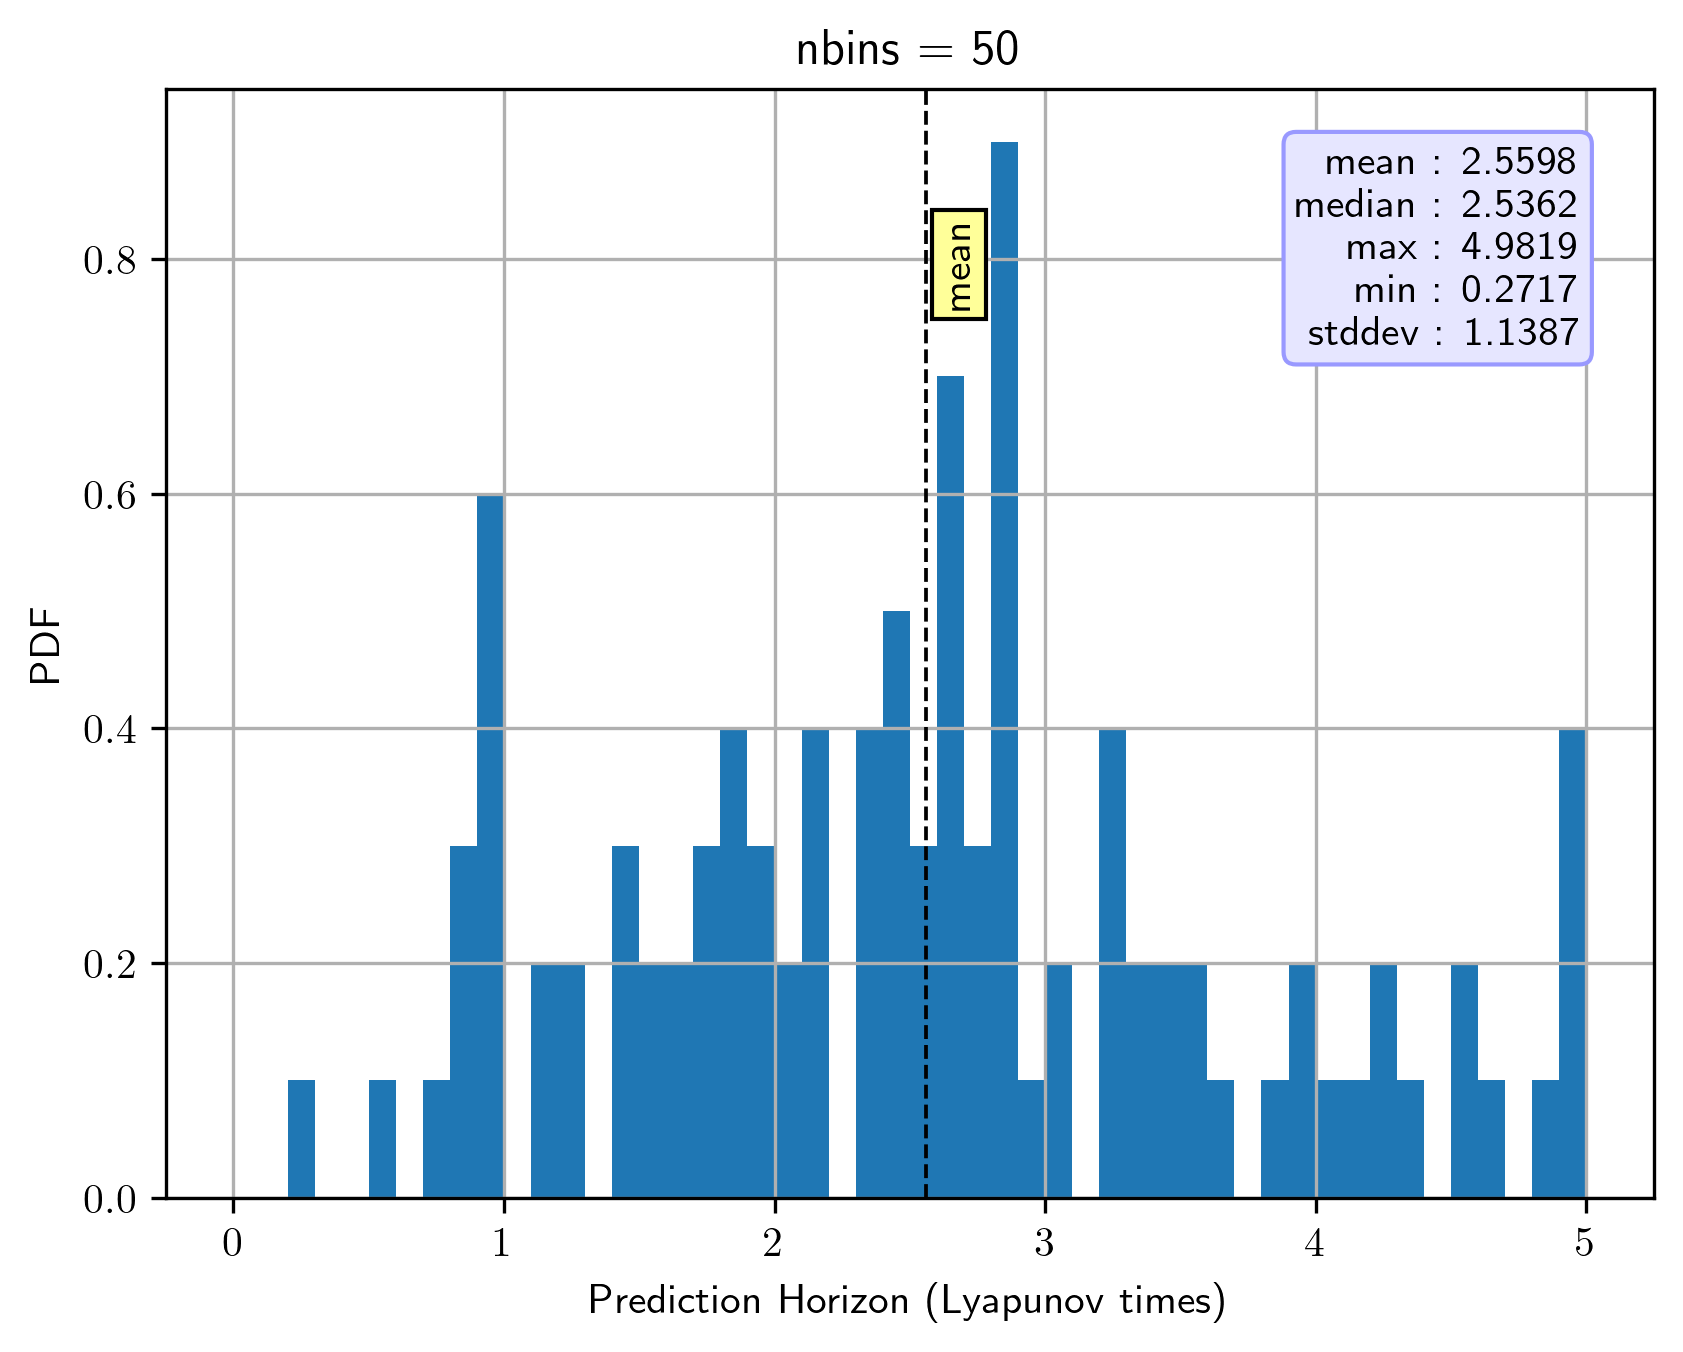 nbins = 50
mean : 2.5598
median : 2.5362
max : 4.9819
min : 0.2717
stddev : 1.1387
mean
PDF
0.8
0.6
0.4
0.2
0.0
0 1 2 3 4 5
Prediction Horizon (Lyapunov times)